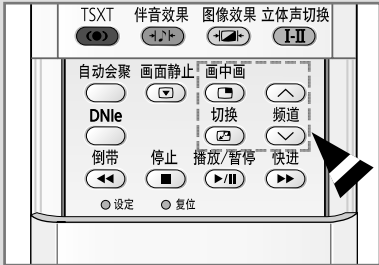 TSXT 伴音效果 图像效果 立体声切换
I-II
自动会聚 画面静止 画中画
DNIe 切换 频道
倒带 停止 播放/暂停 快进
设定 复位